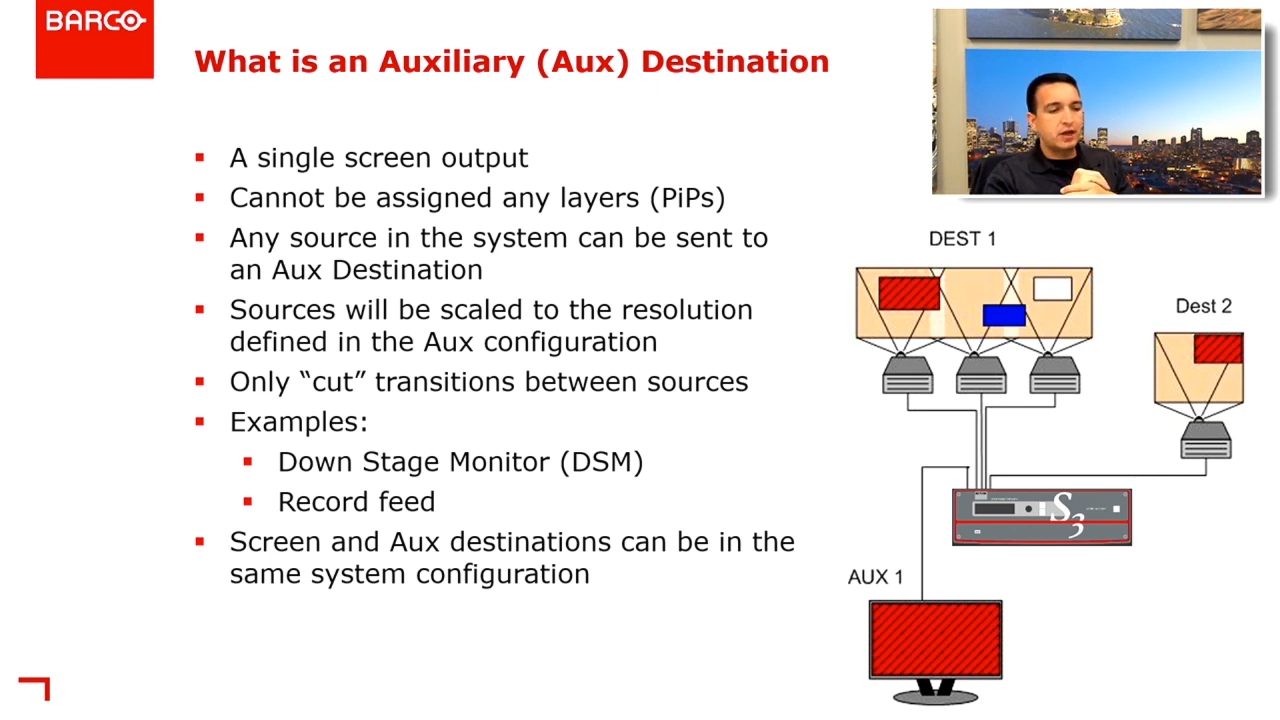 BARCO
What is an Auxiliary (Aux) Destination
A single screen output
Cannot be assigned any layers (PiPs)
Any source in the system can be sent to
an Aux Destination
Sources will be scaled to the resolution
defined in the Aux configuration
Only “cut” transitions between sources
Examples:
Down Stage Monitor (DSM)
Record feed
Screen and Aux destinations can be in the
same system configuration
DEST 1
Dest 2
S3
AUX 1